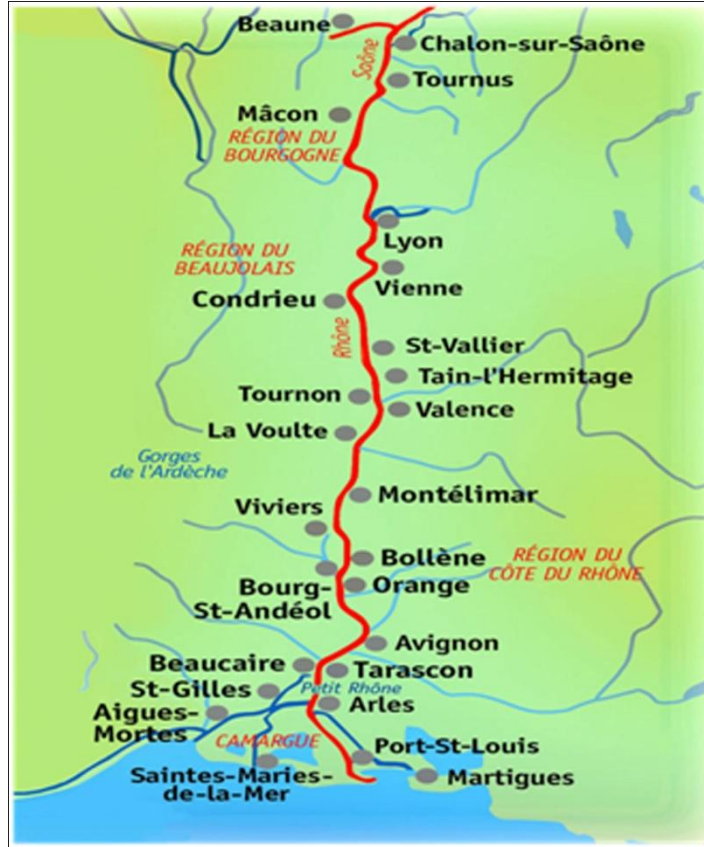 Beaune
Chalon-sur-Saône
Saône
Tournus
Mâcon
RÉGION DU
BOURGOGNE
Lyon
RÉGION DU
BEAUJOLAIS
Vienne
Condrieu
Rhône
St-Vallier
Tain-l'Hermitage
Tournon
Valence
La Voulte
Gorges
de l'Ardèche
Montélimar
Viviers
Bollène
RÉGION DU
CÔTE DU RHÔNE
Bourg-
St-Andéol
Orange
Avignon
Beaucaire
Tarascon
St-Gilles
Petit Rhône
Arles
Aigues-
Mortes
CAMARGUE
Port-St-Louis
Saintes-Maries-
de-la-Mer
Martigues